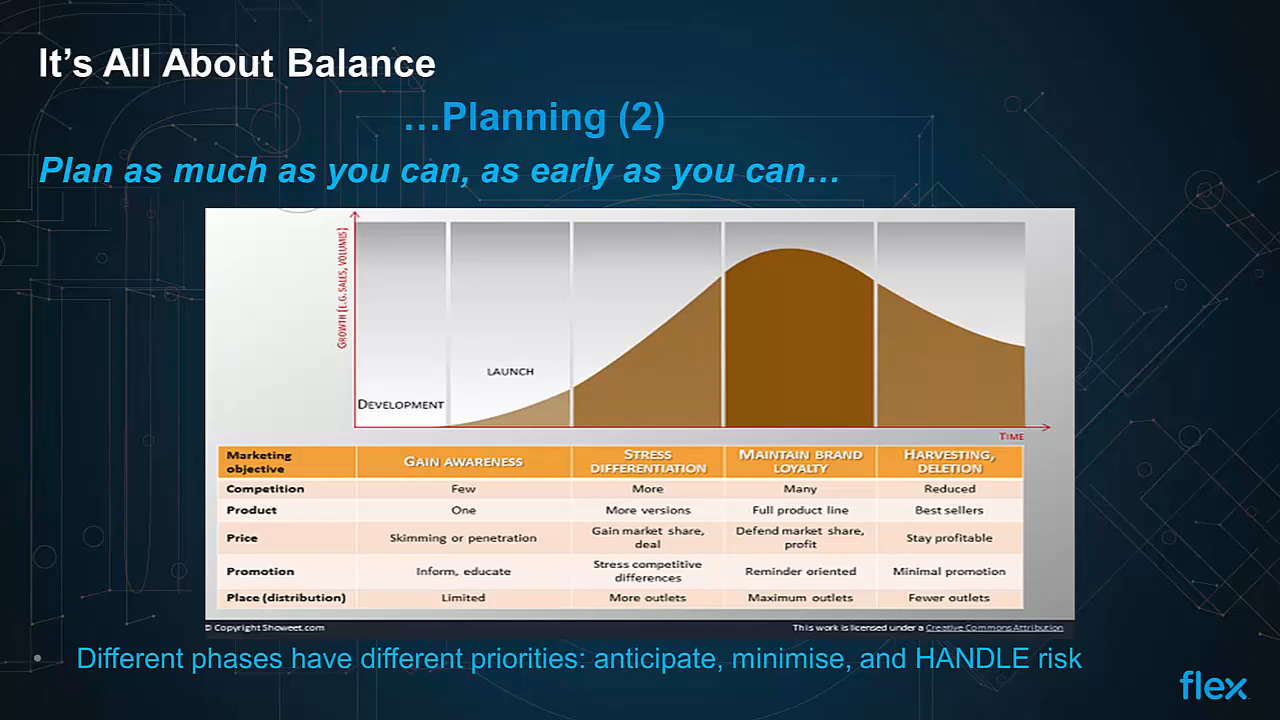 It's All About Balance
…Planning (2)
Plan as much as you can, as early as you can…
GROWTH (E.G. SALES, VOLUMES)
LAUNCH
DEVELOPMENT
TIME
Marketing objective
GAIN AWARENESS
STRESS DIFFERENTIATION
MAINTAIN BRAND LOYALTY
HARVESTING, DELETION
Competition Few More Many Reduced
Product One More versions Full product line Best sellers
Price Skimming or penetration Gain market share, deal Defend market share, profit Stay profitable
Promotion Inform, educate Stress competitive differences Reminder oriented Minimal promotion
Place (distribution) Limited More outlets Maximum outlets Fewer outlets
© Copyright Showeet.com
This work is licensed under a Creative Commons Attribution
• Different phases have different priorities: anticipate, minimise, and HANDLE risk
flex